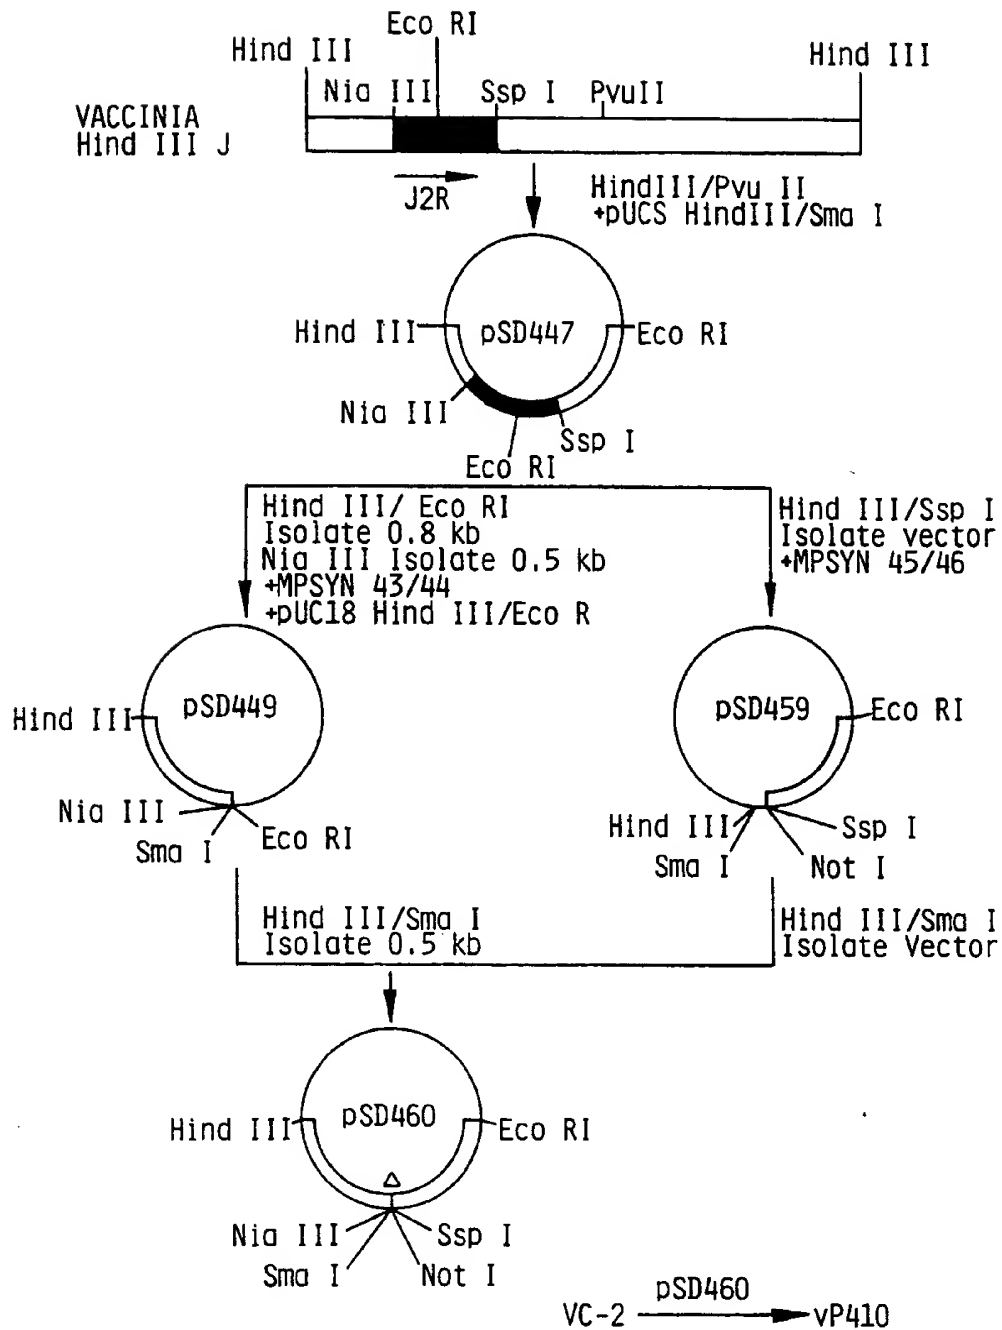 Eco RI
Hind III
Hind III
Nia III
Ssp I
PvuII
VACCINIA
Hind III J
J2R
HindIII/Pvu II
+pUCS HindIII/Sma I
Hind III
pSD447
Eco RI
Nia III
Ssp I
Eco RI
Hind III/ Eco RI
Isolate 0.8 kb
Nia III Isolate 0.5 kb
+MPSYN 43/44
+pUC18 Hind III/Eco R
Hind III/Ssp I
Isolate vector
+MPSYN 45/46
pSD449
Hind III
Nia III
Sma I
Eco RI
pSD459
Eco RI
Hind III
Sma I
Ssp I
Not I
Hind III/Sma I
Isolate 0.5 kb
Hind III/Sma I
Isolate Vector
Hind III
pSD460
Eco RI
Δ
Nia III
Ssp I
Sma I
Not I
pSD460
VC-2
vP410